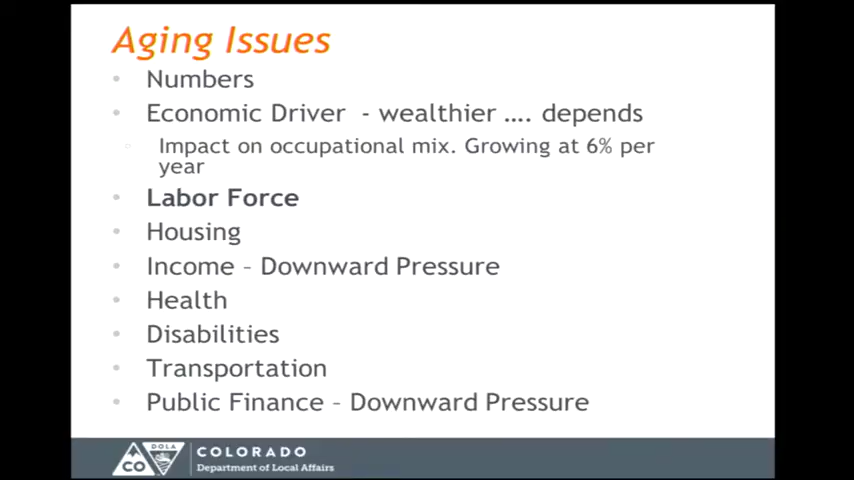 Aging Issues
• Numbers
• Economic Driver - wealthier .... depends
Impact on occupational mix. Growing at 6% per
year
• Labor Force
• Housing
• Income – Downward Pressure
• Health
• Disabilities
• Transportation
• Public Finance – Downward Pressure
CO
DOLA
COLORADO
Department of Local Affairs